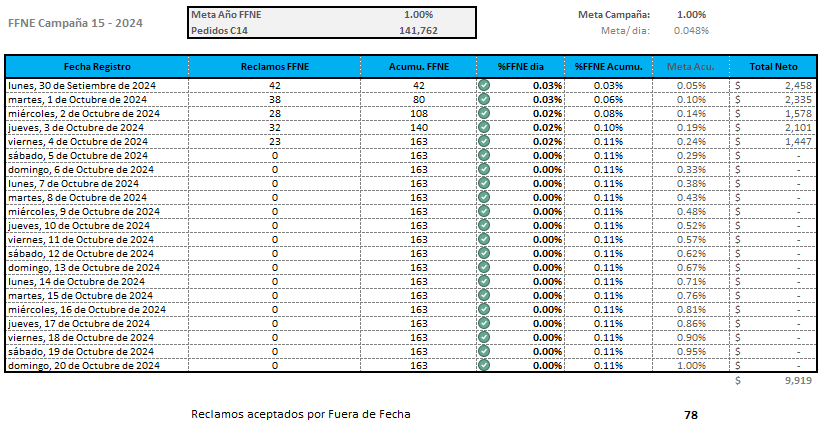 FFNE Campaña 15 - 2024
Meta Año FFNE 1.00%
Pedidos C14 141,762
Meta Campaña: 1.00%
Meta/ dia: 0.048%
Fecha Registro Reclamos FFNE Acumu. FFNE %FFNE dia %FFNE Acumu. Meta Acu. Total Neto
lunes, 30 de Setiembre de 2024 42 42 0.03% 0.03% 0.05% $ 2,458
martes, 1 de Octubre de 2024 38 80 0.03% 0.06% 0.10% $ 2,335
miércoles, 2 de Octubre de 2024 28 108 0.02% 0.08% 0.14% $ 1,578
jueves, 3 de Octubre de 2024 32 140 0.02% 0.10% 0.19% $ 2,101
viernes, 4 de Octubre de 2024 23 163 0.02% 0.11% 0.24% $ 1,447
sábado, 5 de Octubre de 2024 0 163 0.00% 0.11% 0.29% $ -
domingo, 6 de Octubre de 2024 0 163 0.00% 0.11% 0.33% $ -
lunes, 7 de Octubre de 2024 0 163 0.00% 0.11% 0.38% $ -
martes, 8 de Octubre de 2024 0 163 0.00% 0.11% 0.43% $ -
miércoles, 9 de Octubre de 2024 0 163 0.00% 0.11% 0.48% $ -
jueves, 10 de Octubre de 2024 0 163 0.00% 0.11% 0.52% $ -
viernes, 11 de Octubre de 2024 0 163 0.00% 0.11% 0.57% $ -
sábado, 12 de Octubre de 2024 0 163 0.00% 0.11% 0.62% $ -
domingo, 13 de Octubre de 2024 0 163 0.00% 0.11% 0.67% $ -
lunes, 14 de Octubre de 2024 0 163 0.00% 0.11% 0.71% $ -
martes, 15 de Octubre de 2024 0 163 0.00% 0.11% 0.76% $ -
miércoles, 16 de Octubre de 2024 0 163 0.00% 0.11% 0.81% $ -
jueves, 17 de Octubre de 2024 0 163 0.00% 0.11% 0.86% $ -
viernes, 18 de Octubre de 2024 0 163 0.00% 0.11% 0.90% $ -
sábado, 19 de Octubre de 2024 0 163 0.00% 0.11% 0.95% $ -
domingo, 20 de Octubre de 2024 0 163 0.00% 0.11% 1.00% $ -
$ 9,919
Reclamos aceptados por Fuera de Fecha 78